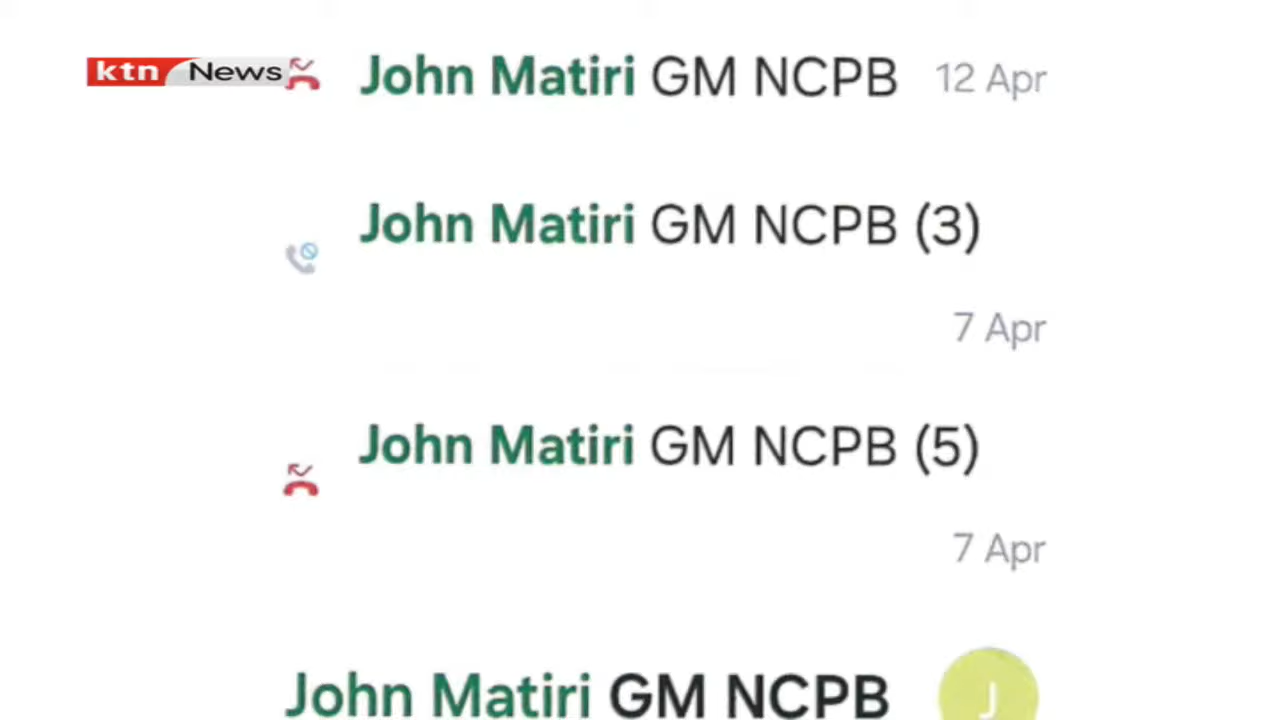 ktn News
John Matiri GM NCPB 12 Apr
John Matiri GM NCPB (3)
7 Apr
John Matiri GM NCPB (5)
7 Apr
John Matiri GM NCPB J